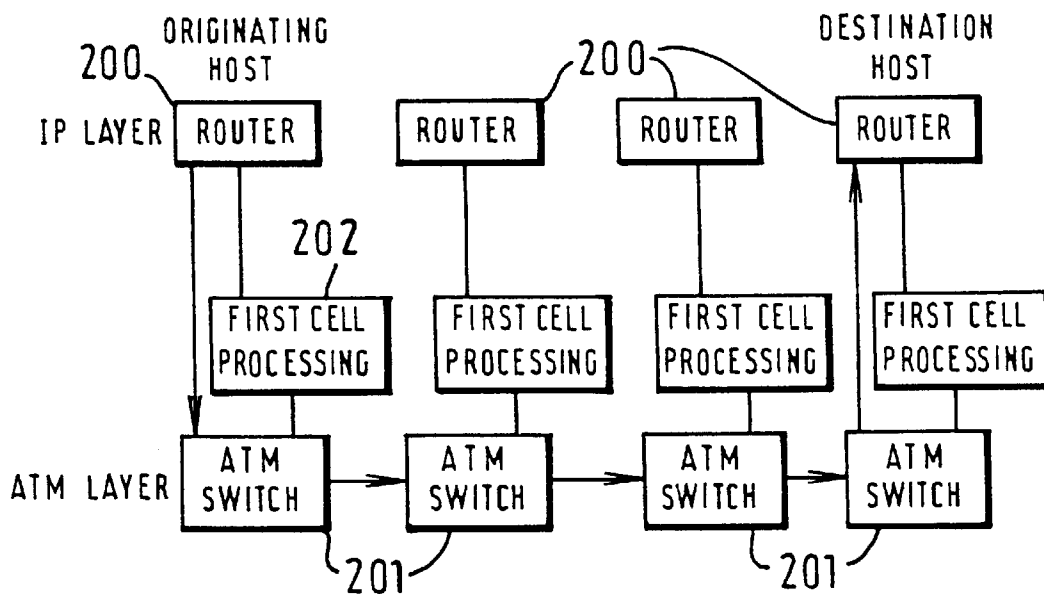 ORIGINATING
HOST
DESTINATION
HOST
200
200
IP LAYER
ROUTER
ROUTER
ROUTER
ROUTER
202
FIRST CELL
PROCESSING
FIRST CELL
PROCESSING
FIRST CELL
PROCESSING
FIRST CELL
PROCESSING
ATM LAYER
ATM
SWITCH
ATM
SWITCH
ATM
SWITCH
ATM
SWITCH
201
201